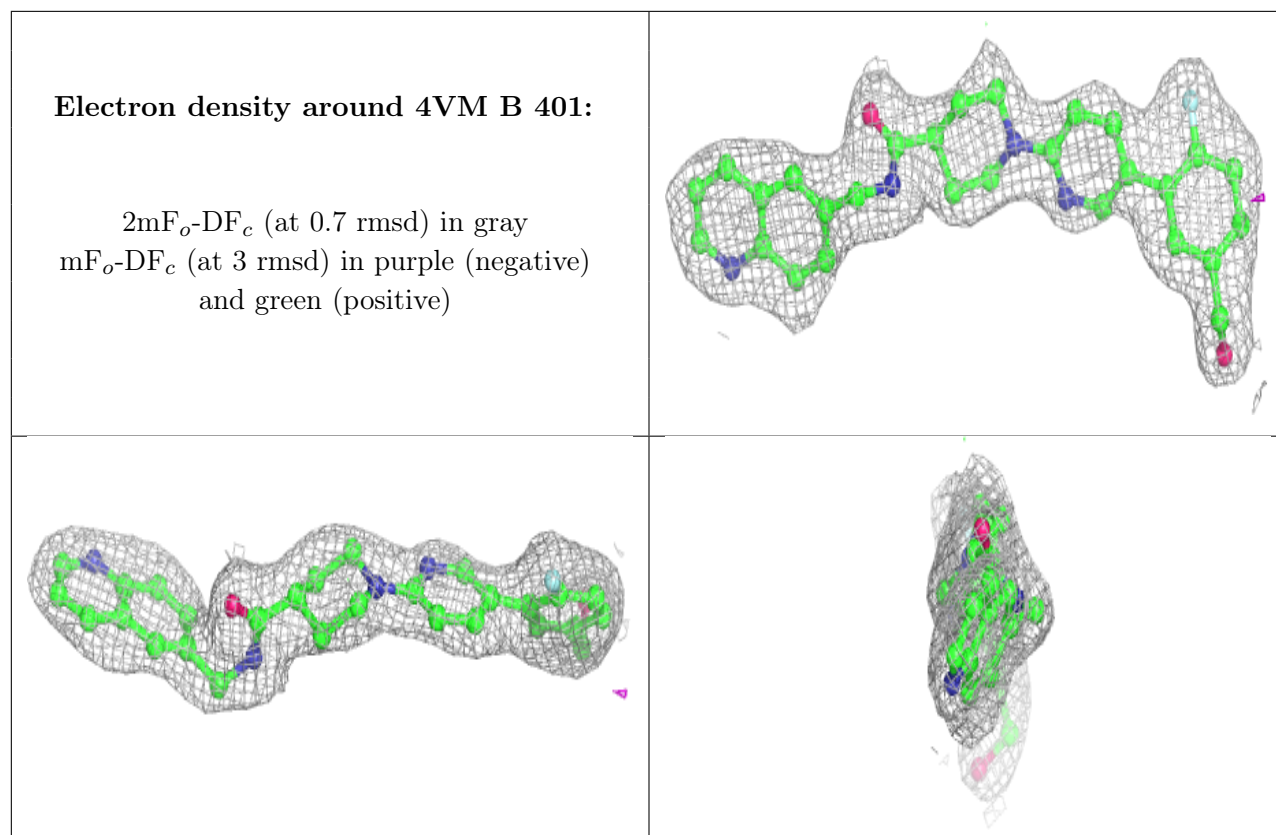 Electron density around 4VM B 401:
2mFo-DFc (at 0.7 rmsd) in gray
mFo-DFc (at 3 rmsd) in purple (negative)
and green (positive)